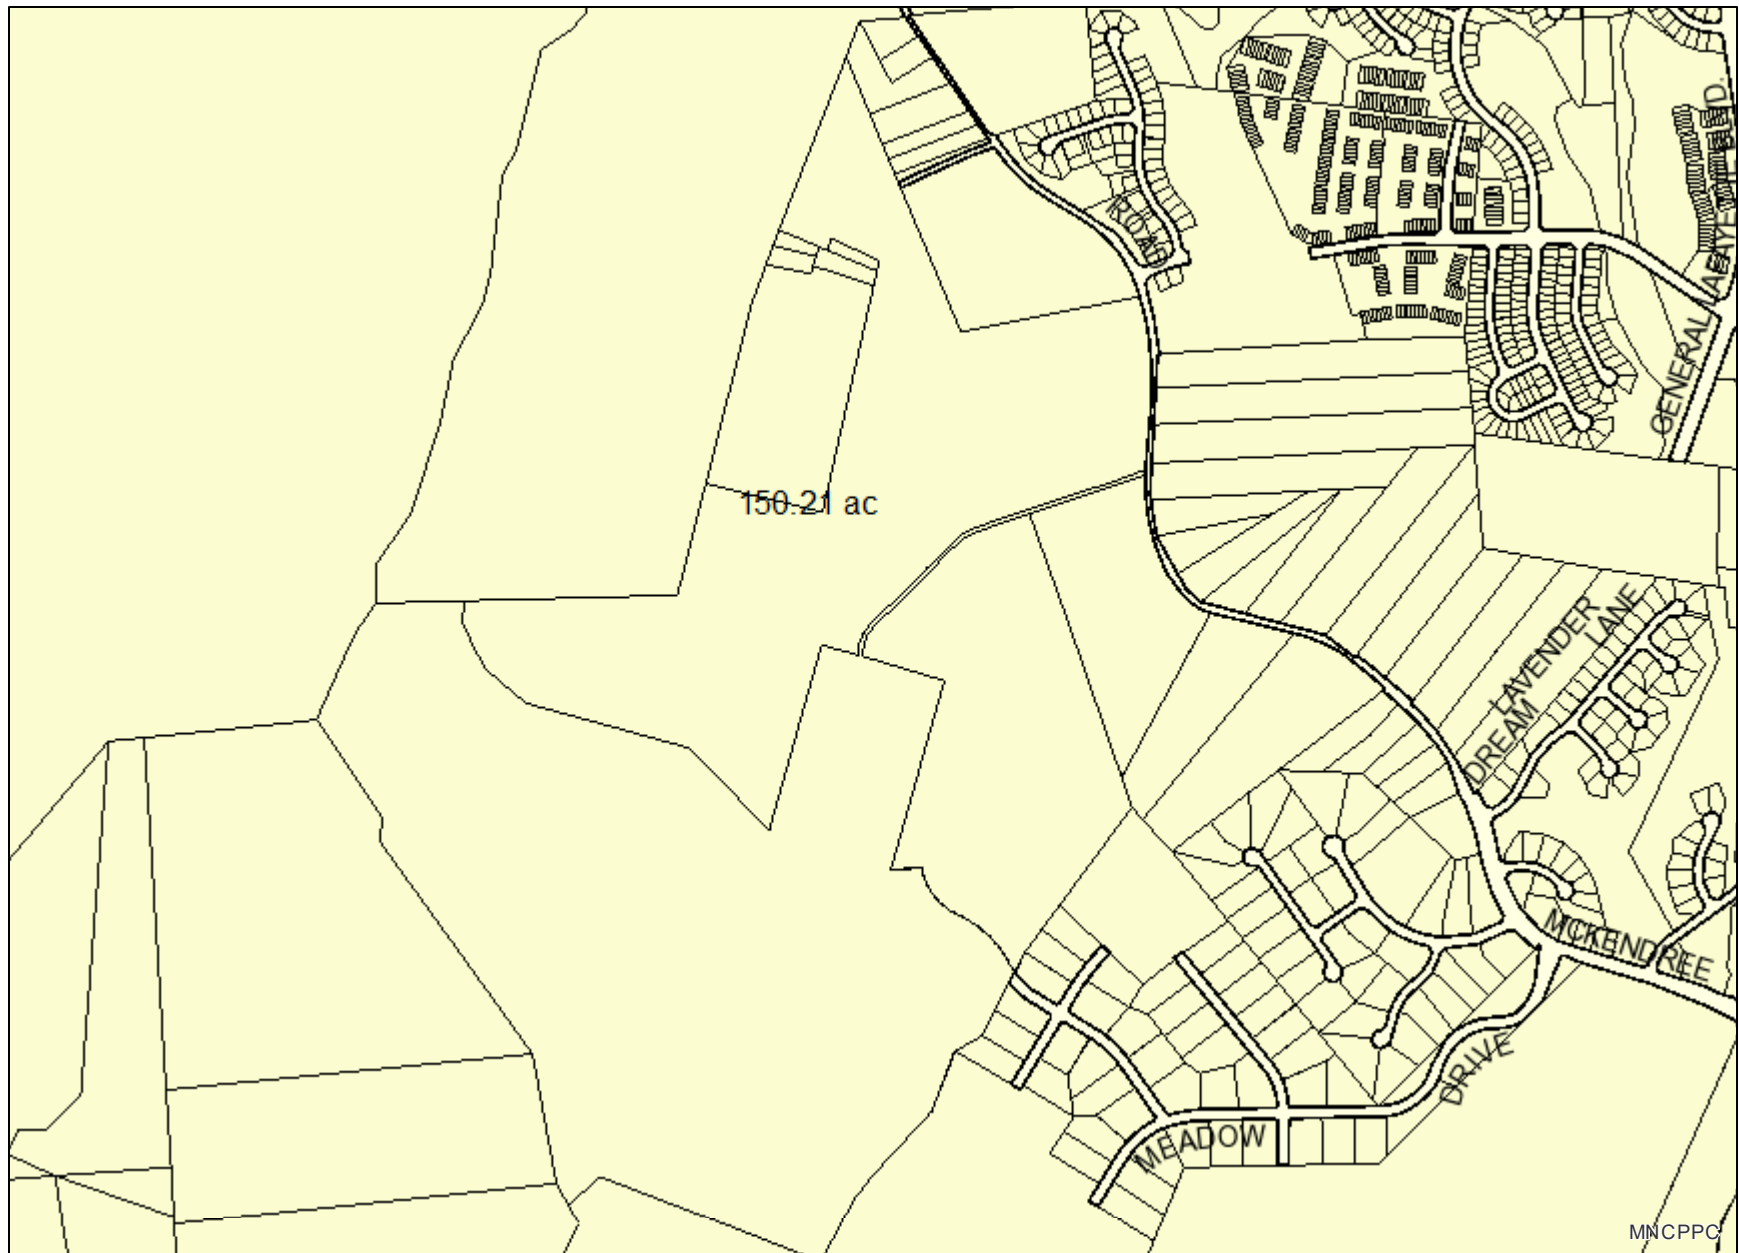 GENERAL LAFAYETTE BLVD.
ROAD
150.21 ac
LAVENDER
LANE
DREAM
MCKENDREE
DRIVE
MEADOW
MNCPPC